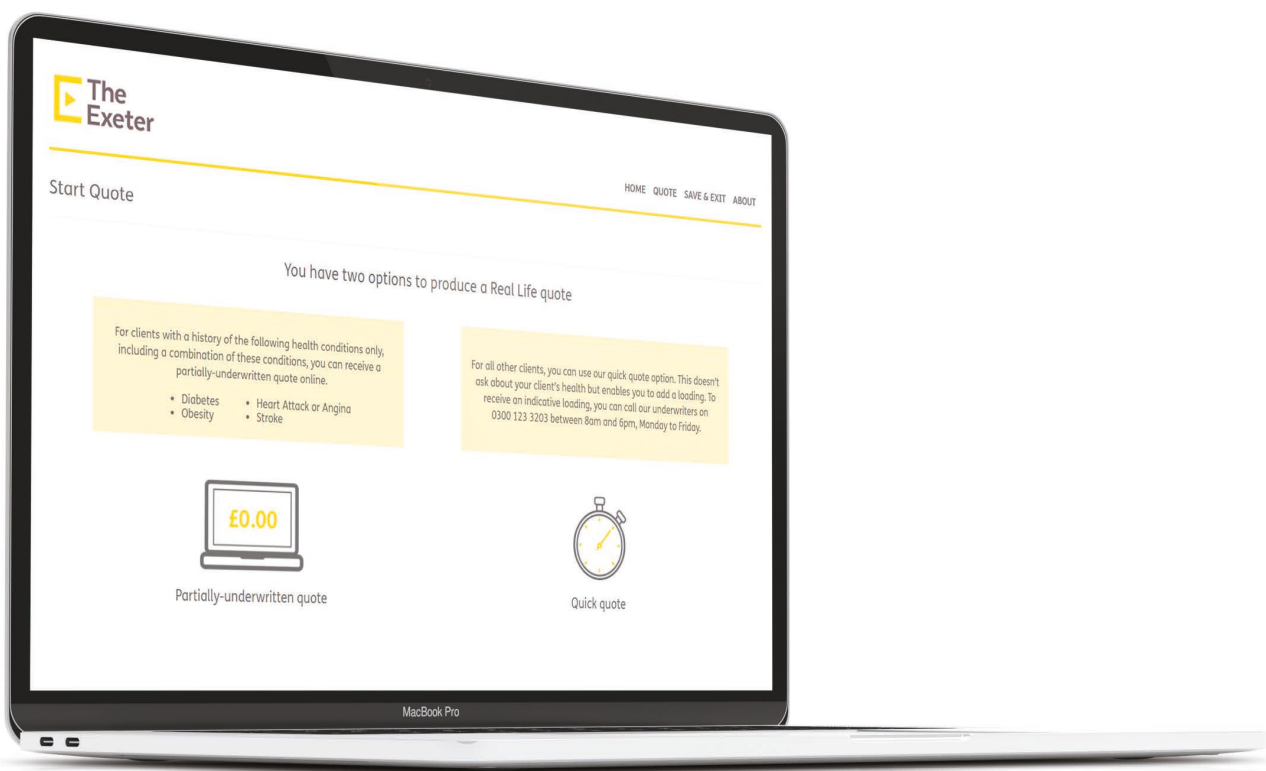 The
Exeter
HOME QUOTE SAVE & EXIT ABOUT
Start Quote
You have two options to produce a Real Life quote
For clients with a history of the following health conditions only,
including a combination of these conditions, you can receive a
partially-underwritten quote online.
• Diabetes
• Obesity
• Heart Attack or Angina
• Stroke
For all other clients, you can use our quick quote option. This doesn't
ask about your client's health but enables you to add a loading. To
receive an indicative loading, you can call our underwriters on
0300 123 3203 between 8am and 6pm, Monday to Friday.
£0.00
Partially-underwritten quote
Quick quote
MacBook Pro